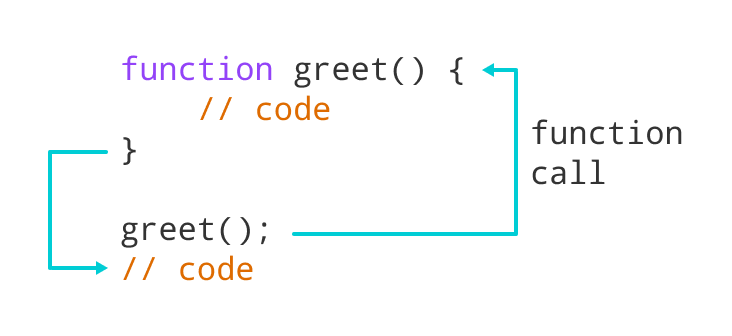 function greet() {
    // code
}
function
call
greet();
// code